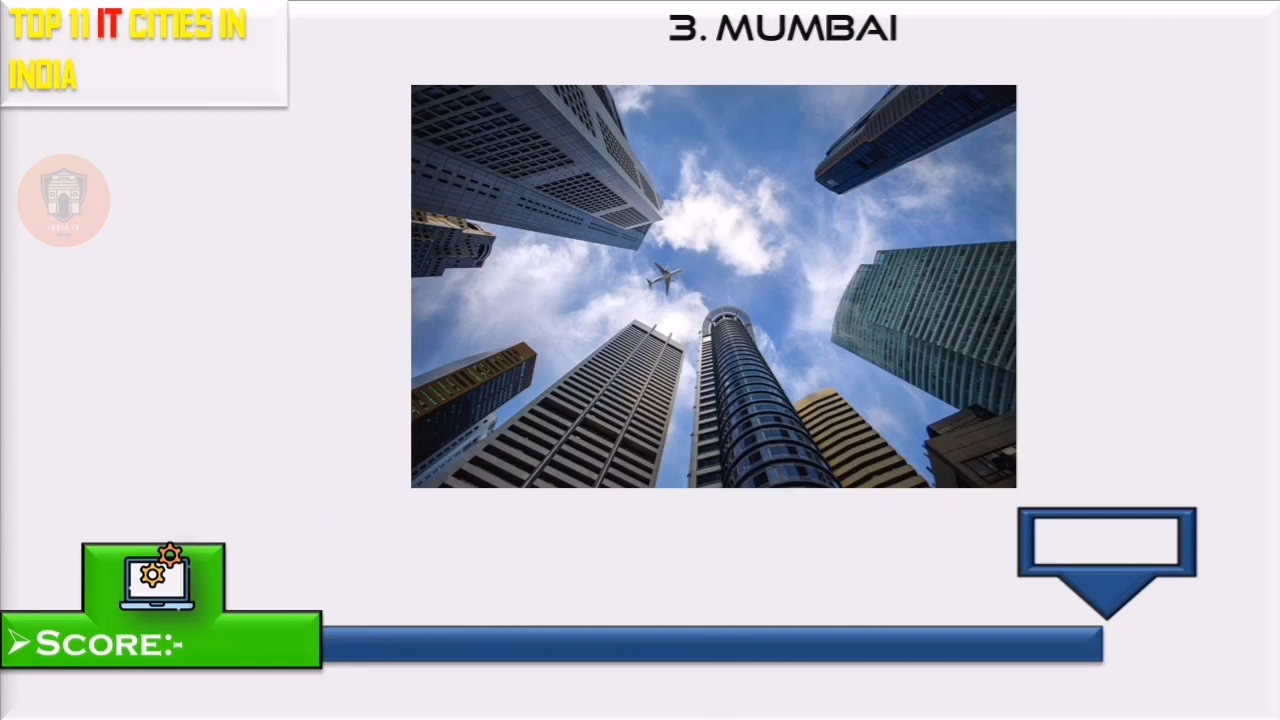 TOP 11 IT CITIES IN
INDIA
3. MUMBAI
SCORE:-